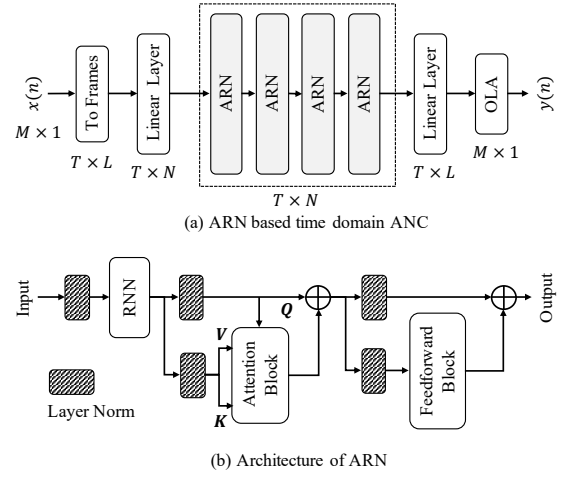 x(n)
M × 1
To Frames
T × L
Linear Layer
T × N
ARN
ARN
ARN
ARN
T × N
Linear Layer
T × L
OLA
M × 1
y(n)
(a) ARN based time domain ANC
Input
RNN
Q
V
K
Attention
Block
Feedforward
Block
Output
Layer Norm
(b) Architecture of ARN